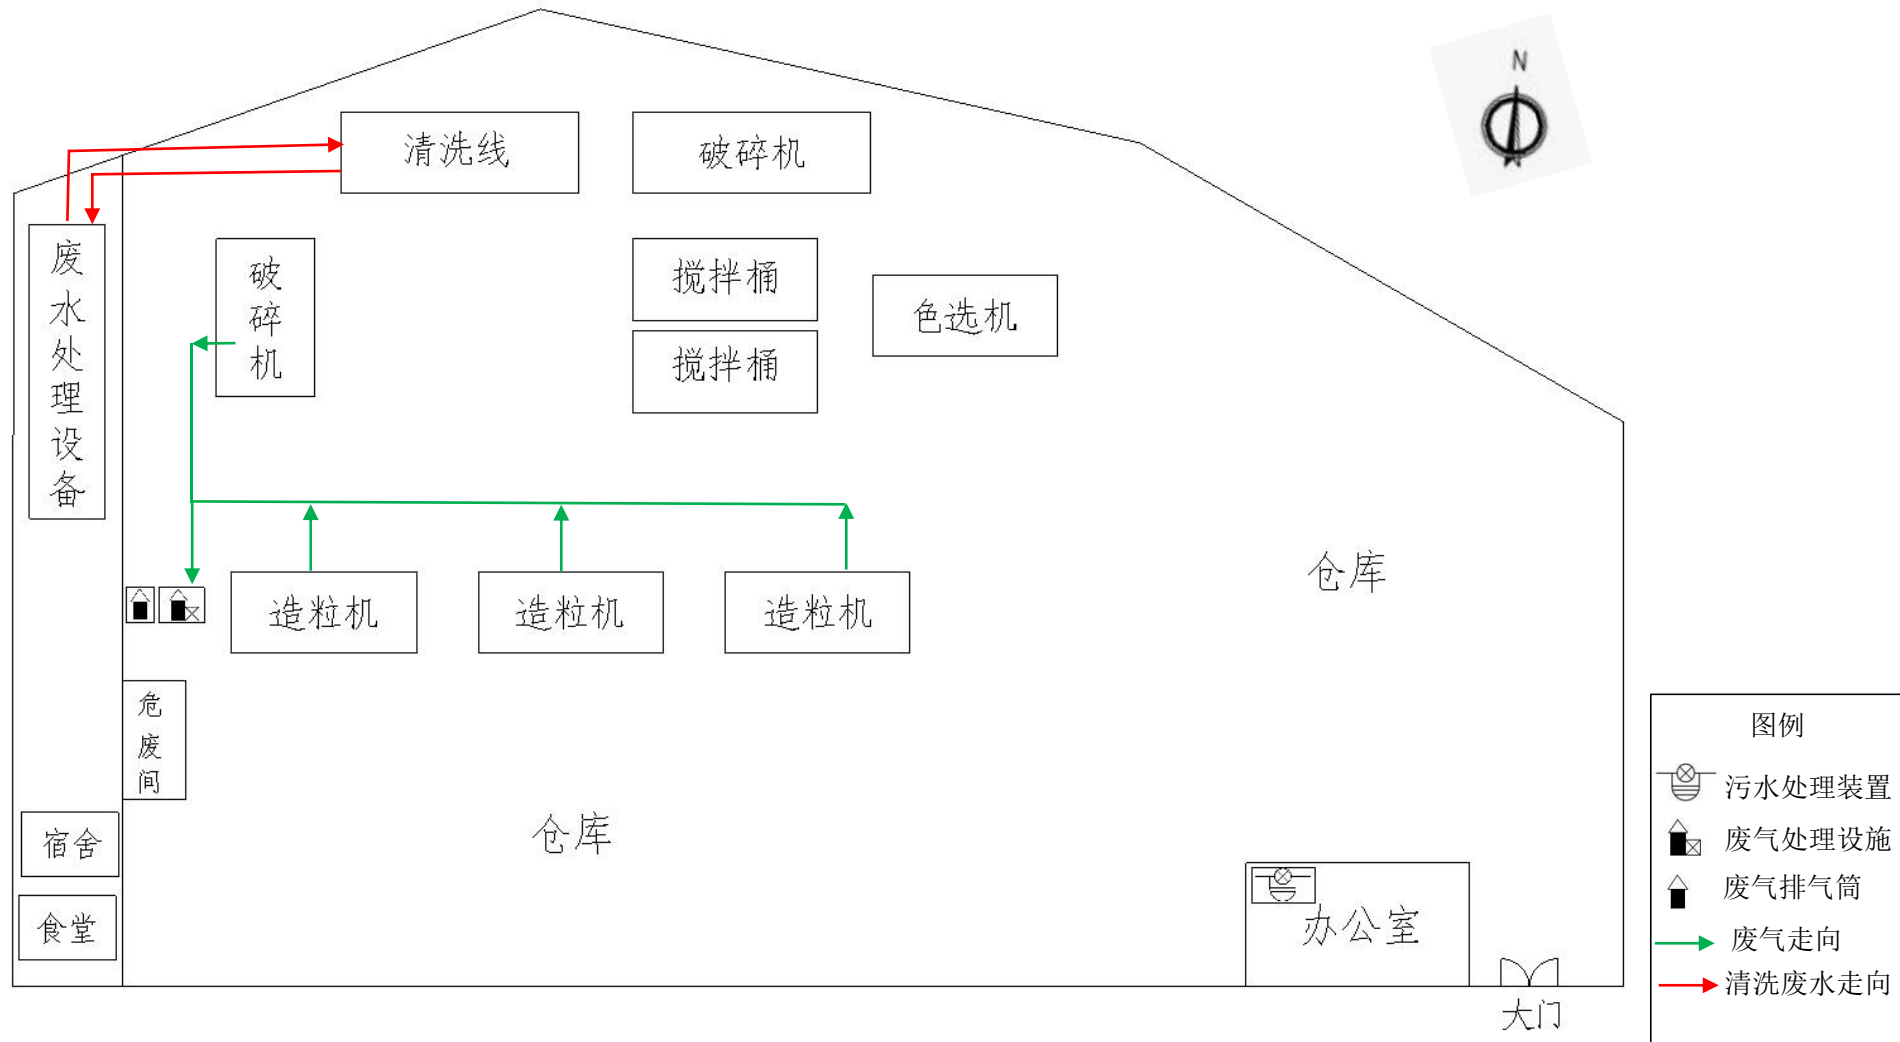 N
清洗线
破碎机
废水处理设备
破碎机
搅拌桶
搅拌桶
色选机
造粒机
造粒机
造粒机
仓库
危废间
仓库
宿舍
食堂
办公室
大门
图例
污水处理装置
废气处理设施
废气排气筒
废气走向
清洗废水走向